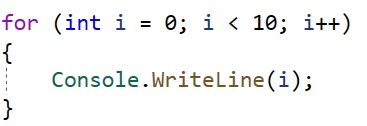 for (int i = 0; i < 10; i++)
{
    Console.WriteLine(i);
}